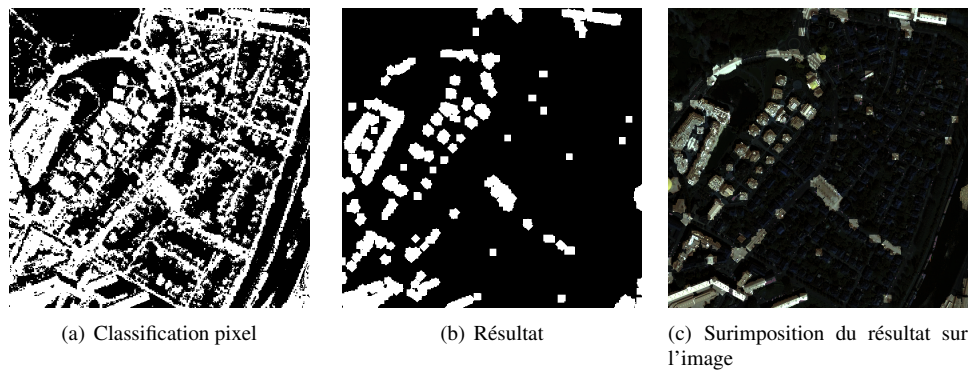 (a) Classification pixel
(b) Résultat
(c) Surimposition du résultat sur
l'image